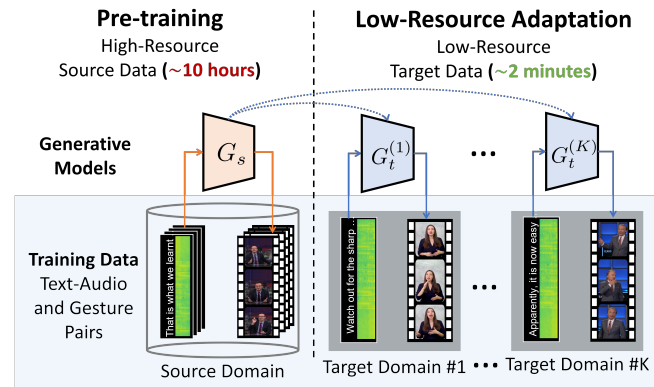 Pre-training
High-Resource
Source Data (~10 hours)
Low-Resource Adaptation
Low-Resource
Target Data (~2 minutes)
Generative
Models
G_s
G_t^{(1)}
...
G_t^{(K)}
Training Data
Text-Audio
and Gesture
Pairs
That is what we learnt
Watch out for the sharp ...
...
Apparently, it is now easy
Source Domain
Target Domain #1 ... Target Domain #K